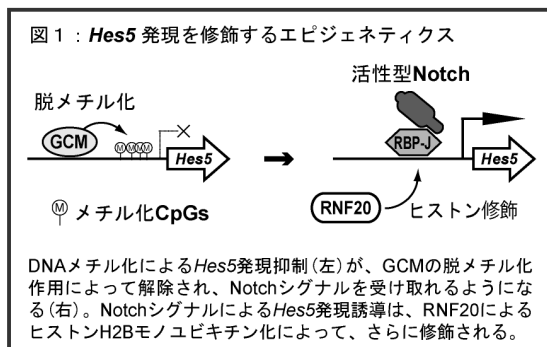 図1：Hes5 発現を修飾するエピジェネティクス
活性型Notch
脱メチル化
GCM
M M M M
Hes5
RBP-J
Hes5
RNF20
ヒストン修飾
M メチル化CpGs
DNAメチル化によるHes5発現抑制(左)が、GCMの脱メチル化
作用によって解除され、Notchシグナルを受け取れるようにな
る(右)。NotchシグナルによるHes5発現誘導は、RNF20による
ヒストンH2Bモノユビキチン化によって、さらに修飾される。